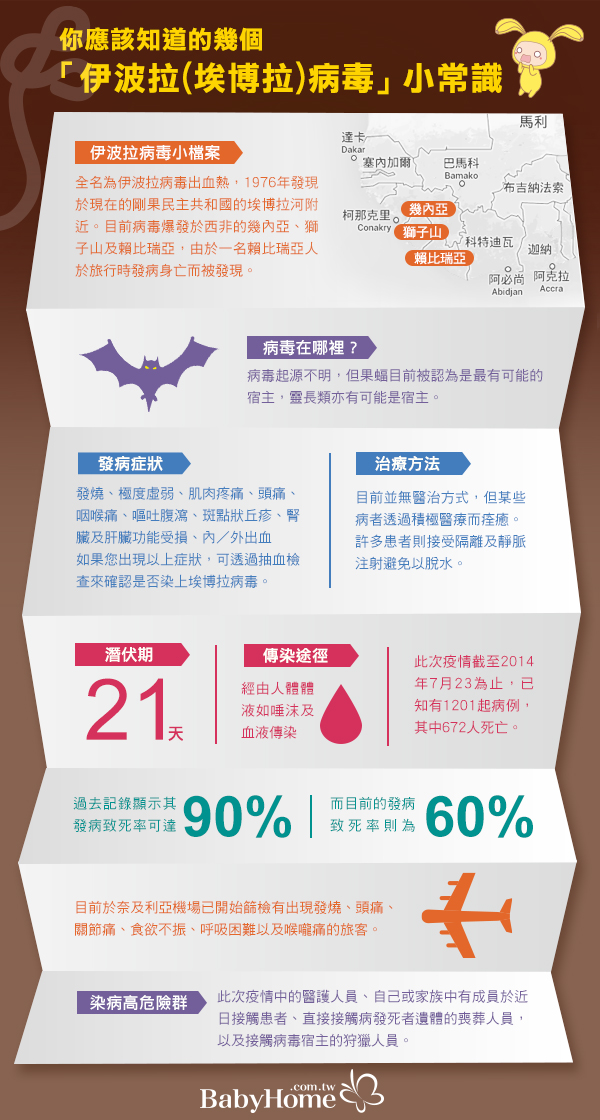 你應該知道的幾個
「伊波拉(埃博拉)病毒」小常識
伊波拉病毒小檔案
全名為伊波拉病毒出血熱，1976年發現
於現在的剛果民主共和國的埃博拉河附
近。目前病毒爆發於西非的幾內亞、獅
子山及賴比瑞亞，由於一名賴比瑞亞人
於旅行時發病身亡而被發現。
馬利
達卡
Dakar
塞內加爾
巴馬科
Bamako
布吉納法索
柯那克里
Conakry
幾內亞
獅子山
賴比瑞亞
科特迪瓦
迦納
阿必尚
Abidjan
阿克拉
Accra
病毒在哪裡？
病毒起源不明，但果蝠目前被認為是最有可能的
宿主，靈長類亦有可能是宿主。
發病症狀
發燒、極度虛弱、肌肉疼痛、頭痛、
咽喉痛、嘔吐腹瀉、斑點狀丘疹、腎
臟及肝臟功能受損、內／外出血
如果您出現以上症狀，可透過抽血檢
查來確認是否染上埃博拉病毒。
治療方法
目前並無醫治方式，但某些
病者透過積極醫療而痊癒。
許多患者則接受隔離及靜脈
注射避免以脫水。
潛伏期
21天
傳染途徑
經由人體體
液如唾沫及
血液傳染
此次疫情截至2014
年7月23為止，已
知有1201起病例，
其中672人死亡。
過去記錄顯示其
發病致死率可達
90%
而目前的發病
致死率則為
60%
目前於奈及利亞機場已開始篩檢有出現發燒、頭痛、
關節痛、食欲不振、呼吸困難以及喉嚨痛的旅客。
染病高危險群
此次疫情中的醫護人員、自己或家族中有成員於近
日接觸患者、直接接觸病發死者遺體的喪葬人員，
以及接觸病毒宿主的狩獵人員。
BabyHome.com.tw